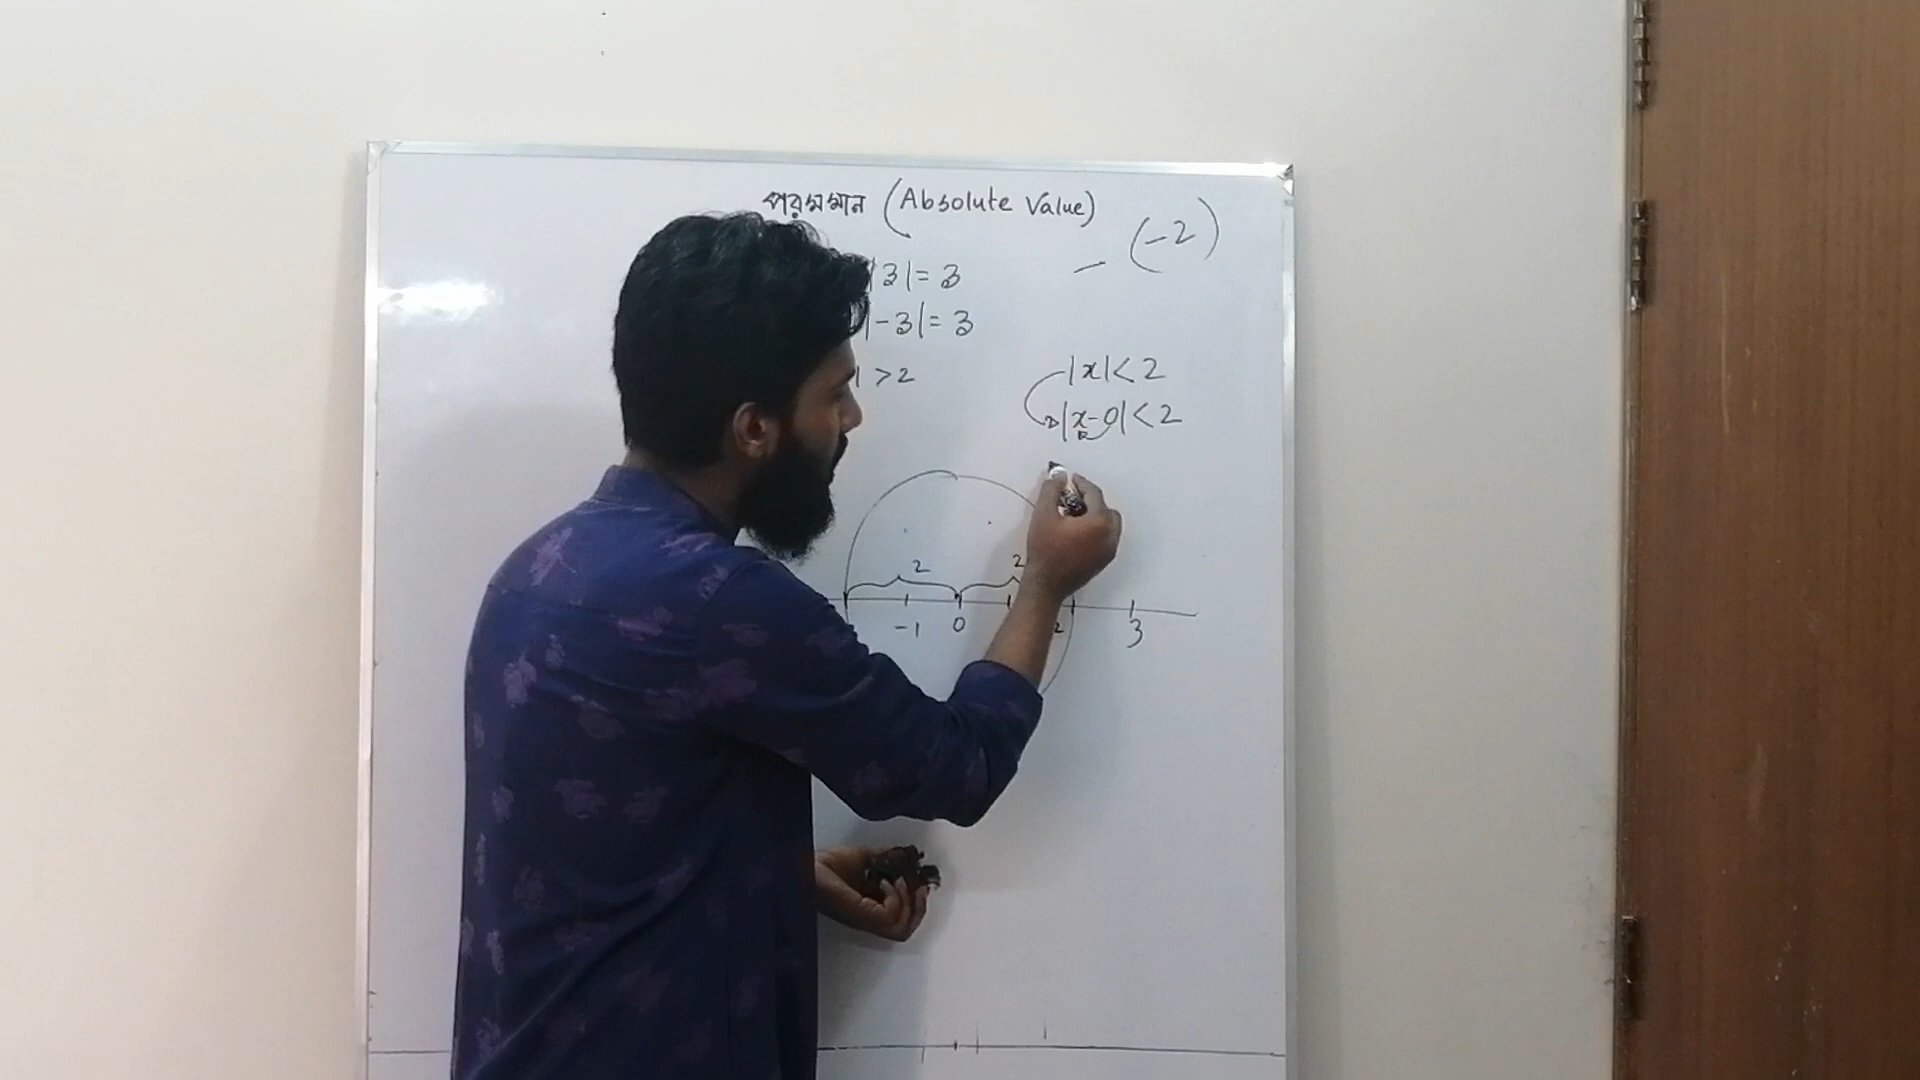 পরমমান (Absolute Value)
- (-2)
|3| = 3
|-3| = 3
| > 2
|x| < 2
|x-0| < 2
2 2
-1 0 2 3